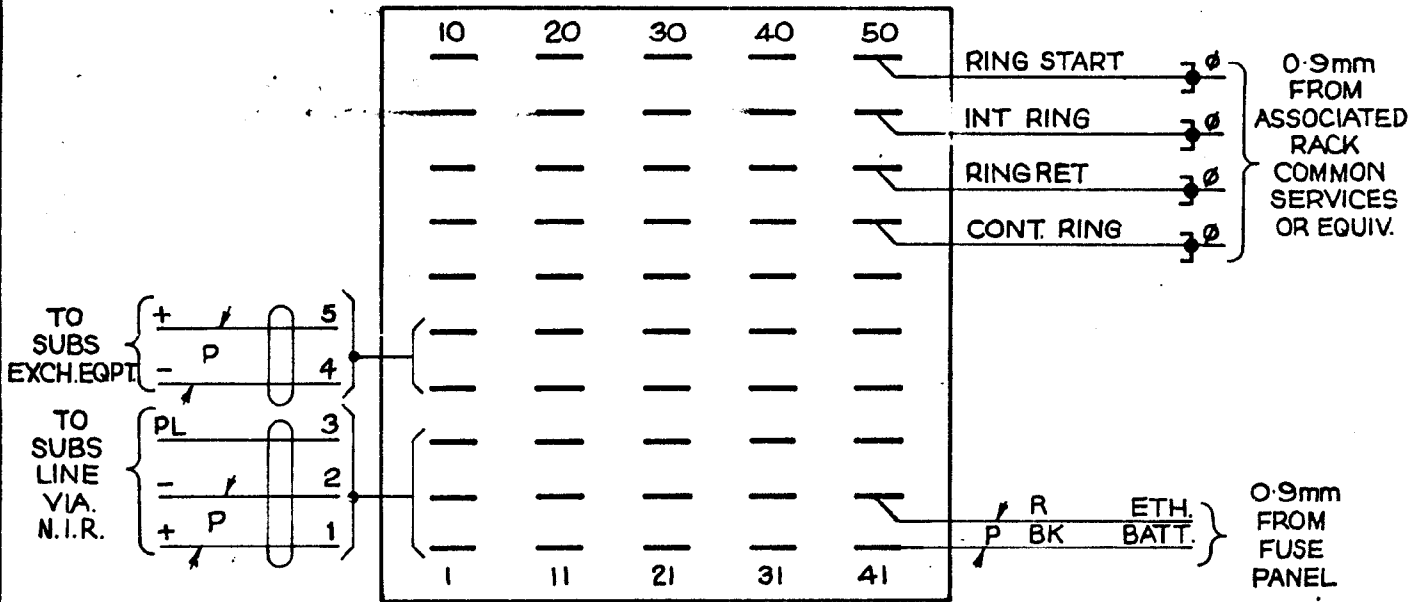 10 20 30 40 50
RING START ø
INT RING ø
RING RET ø
CONT. RING ø
0.9mm
FROM
ASSOCIATED
RACK
COMMON
SERVICES
OR EQUIV.
TO
SUBS
EXCH. EQPT.
+ 5
P
- 4
TO
SUBS
LINE
VIA.
N.I.R.
PL 3
- 2
P
+ 1
R ETH.
P BK BATT.
0.9mm
FROM
FUSE
PANEL
1 11 21 31 41